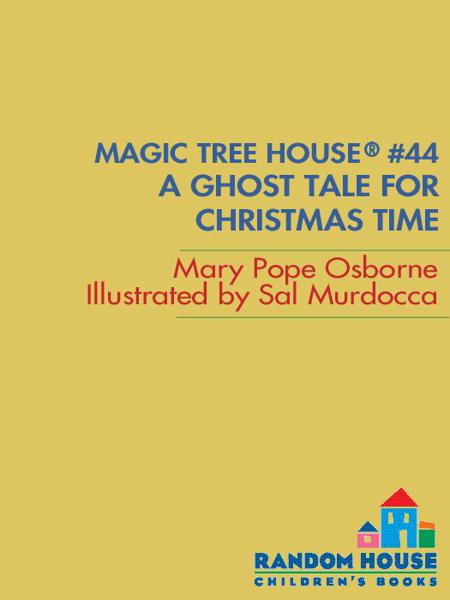 MAGIC TREE HOUSE® #44
A GHOST TALE FOR
CHRISTMAS TIME
Mary Pope Osborne
Illustrated by Sal Murdocca
RANDOM HOUSE
CHILDREN'S BOOKS